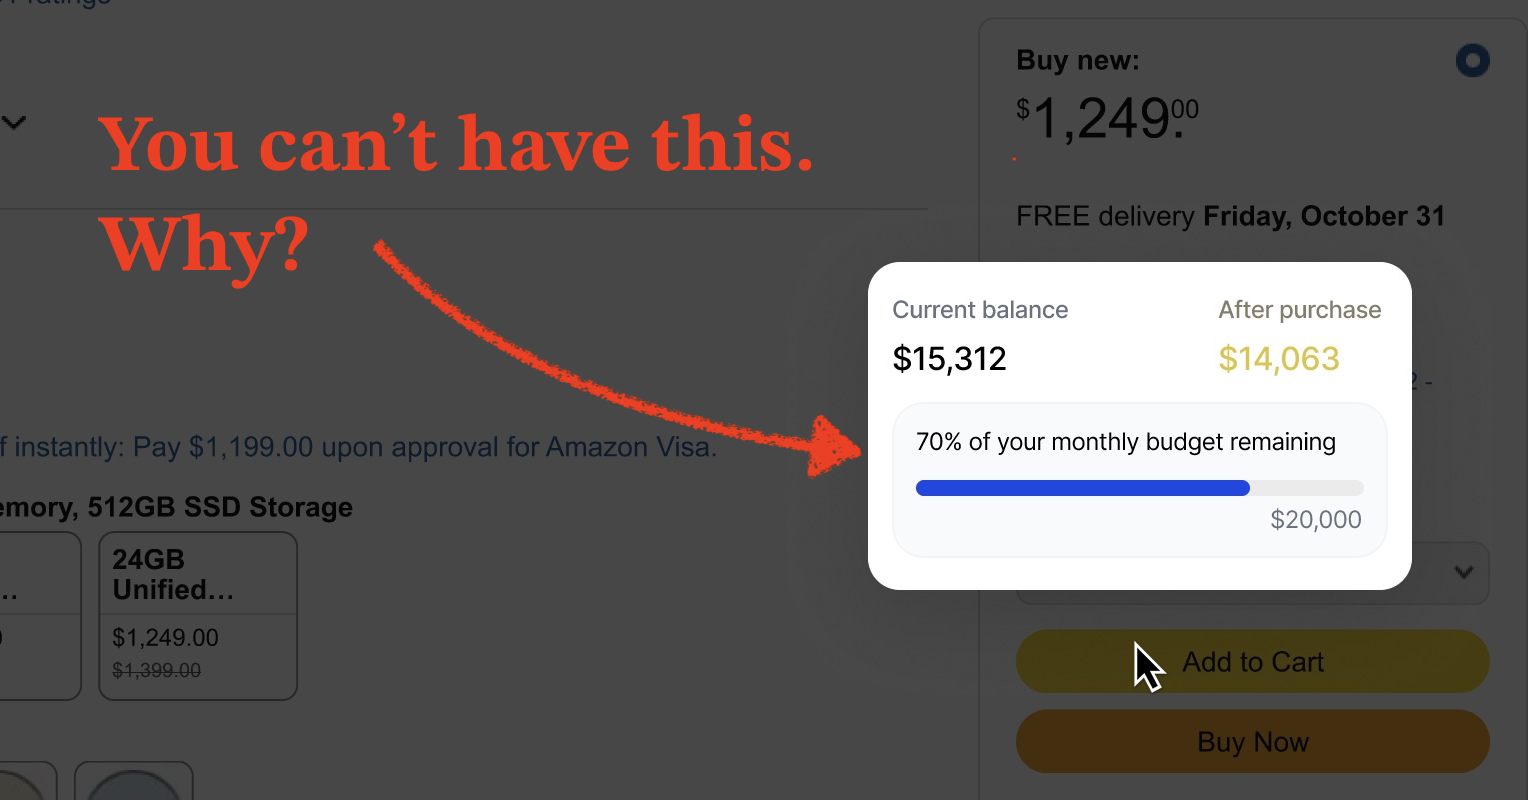 ratings
Buy new:
$1,249.00
You can’t have this.
Why?
FREE delivery Friday, October 31
Current balance
After purchase
$15,312
$14,063
2 -
70% of your monthly budget remaining
$20,000
f instantly: Pay $1,199.00 upon approval for Amazon Visa.
emory, 512GB SSD Storage
24GB
Unified...
...
$1,249.00
$1,399.00
Add to Cart
Buy Now